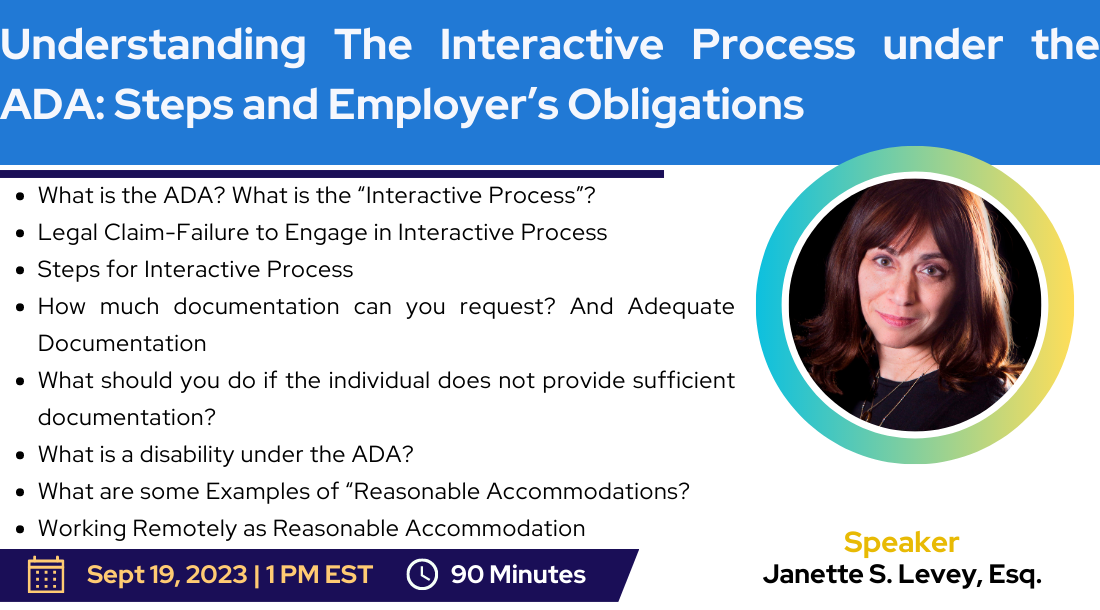 Understanding The Interactive Process under the
ADA: Steps and Employer’s Obligations
• What is the ADA? What is the “Interactive Process”?
• Legal Claim-Failure to Engage in Interactive Process
• Steps for Interactive Process
• How much documentation can you request? And Adequate
Documentation
• What should you do if the individual does not provide sufficient
documentation?
• What is a disability under the ADA?
• What are some Examples of “Reasonable Accommodations?
• Working Remotely as Reasonable Accommodation
Sept 19, 2023 | 1 PM EST
90 Minutes
Speaker
Janette S. Levey, Esq.